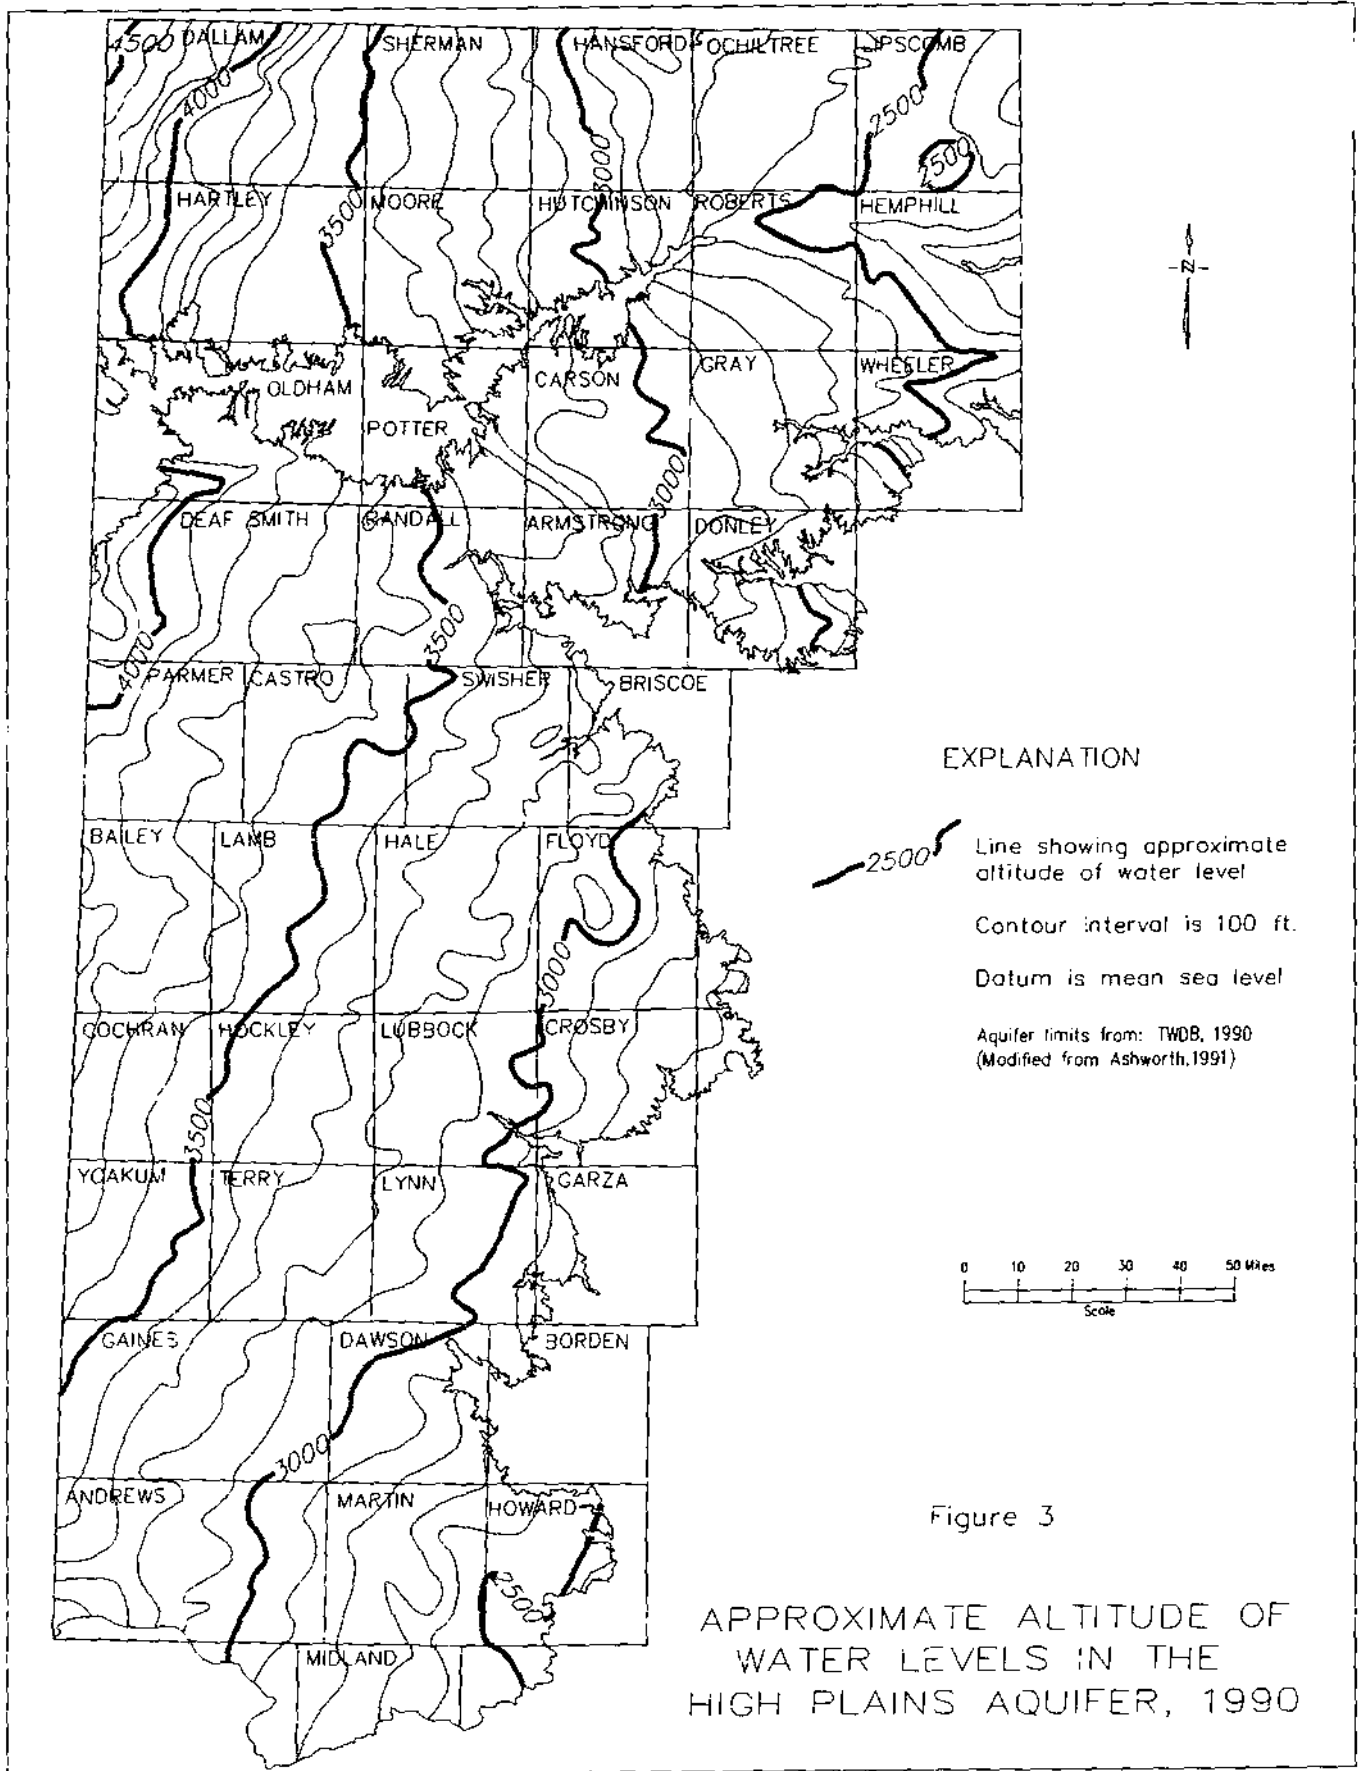 4500 DALLAM SHERMAN HANSFORD OCHILTREE LIPSCOMB
4000
2500
3000
2500
HARTLEY MOORE HUTCHINSON ROBERTS HEMPHILL
3500
N
OLDHAM CARSON GRAY WHEELER
POTTER
3000
DEAF SMITH RANDALL ARMSTRONG DONLEY
4000 3500
PARMER CASTRO SWISHER BRISCOE
BAILEY LAMB HALE FLOYD
3000
COCHRAN HOCKLEY LUBBOCK CROSBY
3500
YOAKUM TERRY LYNN GARZA
GAINES DAWSON BORDEN
3000
ANDREWS MARTIN HOWARD
2500
MIDLAND
EXPLANATION
2500
Line showing approximate
altitude of water level
Contour interval is 100 ft.
Datum is mean sea level
Aquifer limits from: TWDB, 1990
(Modified from Ashworth,1991)
0 10 20 30 40 50 Miles
Scale
Figure 3
APPROXIMATE ALTITUDE OF
WATER LEVELS IN THE
HIGH PLAINS AQUIFER, 1990